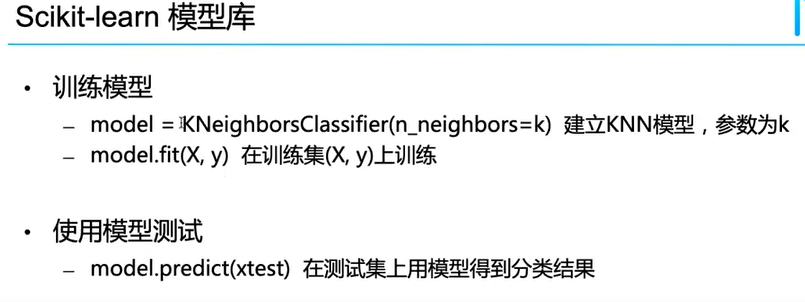 Scikit-learn 模型库
• 训练模型
– model = KNeighborsClassifier(n_neighbors=k) 建立KNN模型，参数为k
– model.fit(X, y) 在训练集(X, y)上训练
• 使用模型测试
– model.predict(xtest) 在测试集上用模型得到分类结果